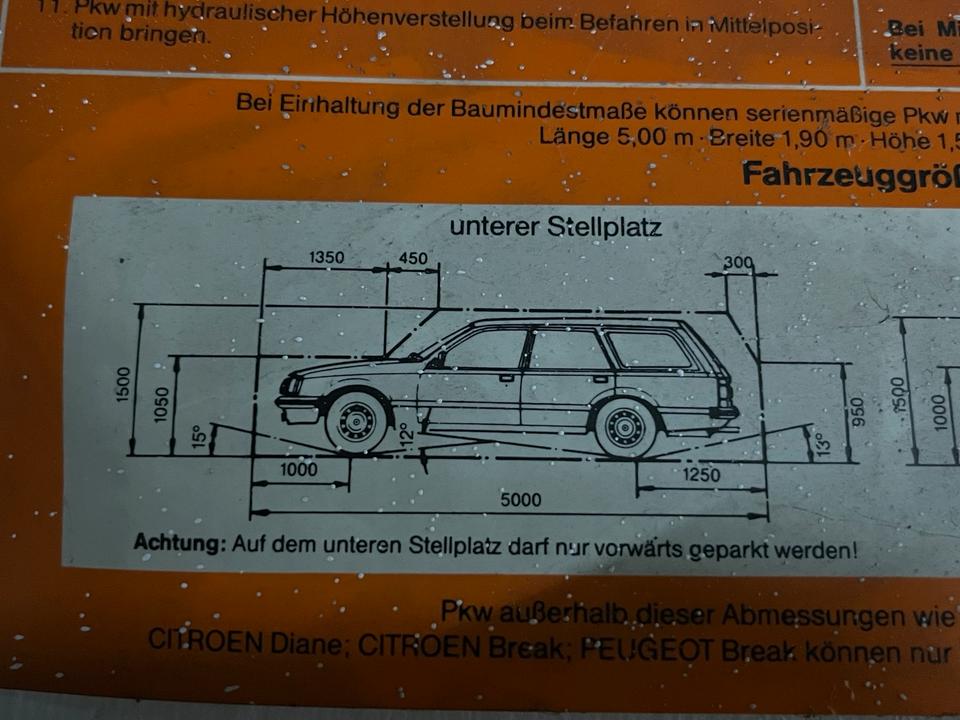 11. Pkw mit hydraulischer Höhenverstellung beim Befahren in Mittelposi-
tion bringen.
Bei
keine
Bei Einhaltung der Baumindestmaße können serienmäßige Pkw
Länge 5,00 m · Breite 1,90 m · Höhe 1,5
Fahrzeuggröß
unterer Stellplatz
1350
450
300
1500
1050
15°
12°
13°
950
1500
1000
1000
1250
5000
Achtung: Auf dem unteren Stellplatz darf nur vorwärts geparkt werden!
Pkw außerhalb dieser Abmessungen wie
CITROEN Diane; CITROEN Break; PEUGEOT Break können nur